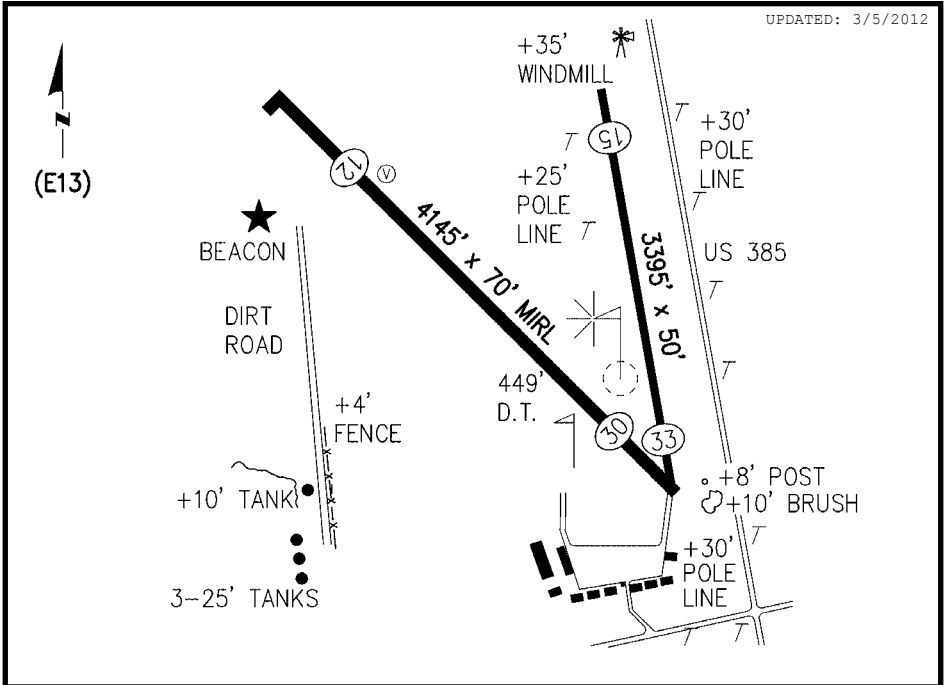 UPDATED: 3/5/2012
+35'
WINDMILL
N
(E13)
15
+30'
POLE
LINE
12
V
+25'
POLE
LINE
BEACON
4145' x 70' MIRL
3395' x 50'
US 385
DIRT
ROAD
+4'
FENCE
449'
D.T.
30
33
+10' TANK
+8' POST
+10' BRUSH
3-25' TANKS
+30'
POLE
LINE